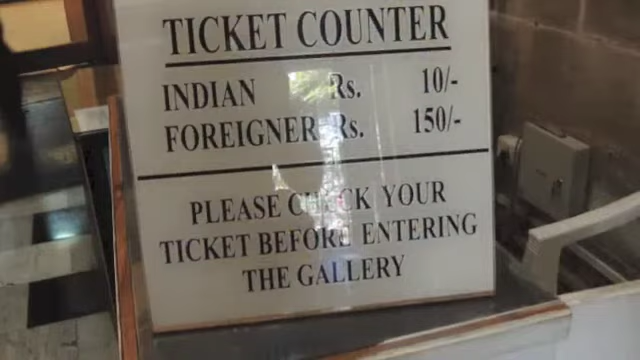 TICKET COUNTER
INDIAN Rs. 10/-
FOREIGNER Rs. 150/-
PLEASE CHECK YOUR
TICKET BEFORE ENTERING
THE GALLERY